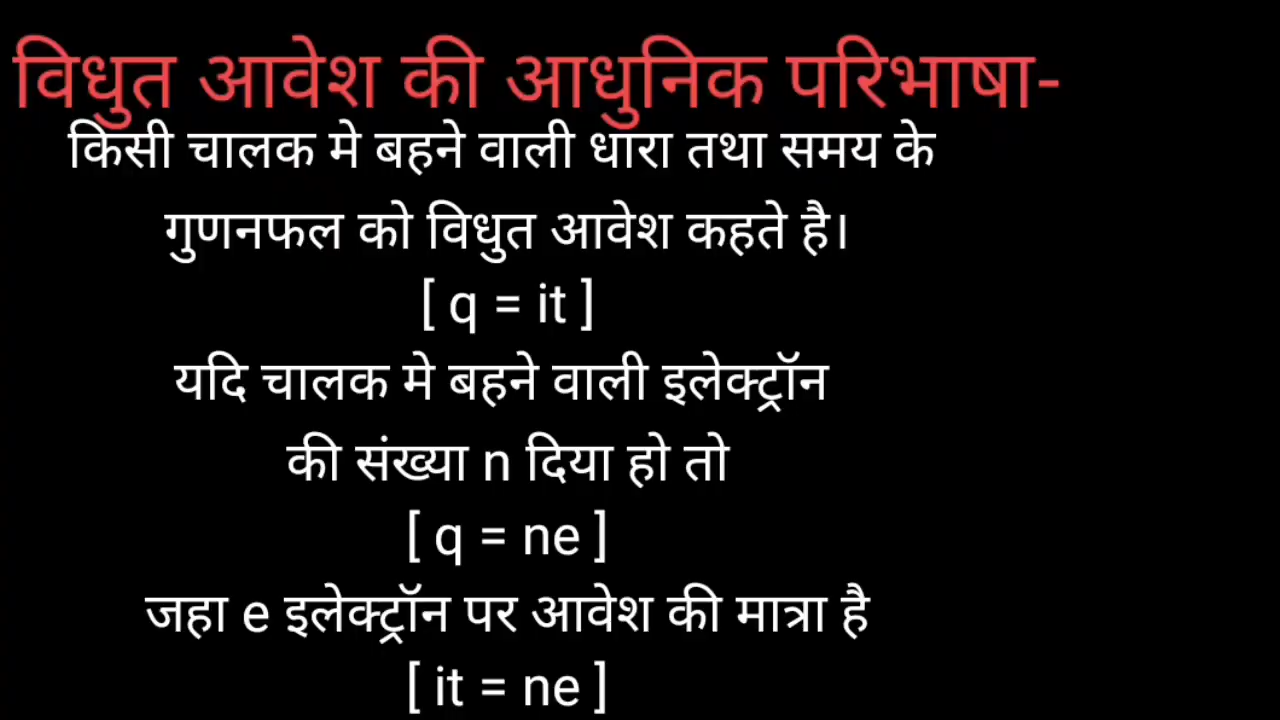 विधुत आवेश की आधुनिक परिभाषा-
किसी चालक मे बहने वाली धारा तथा समय के
गुणनफल को विधुत आवेश कहते है।
[ q = it ]
यदि चालक मे बहने वाली इलेक्ट्रॉन
की संख्या n दिया हो तो
[ q = ne ]
जहा e इलेक्ट्रॉन पर आवेश की मात्रा है
[ it = ne ]